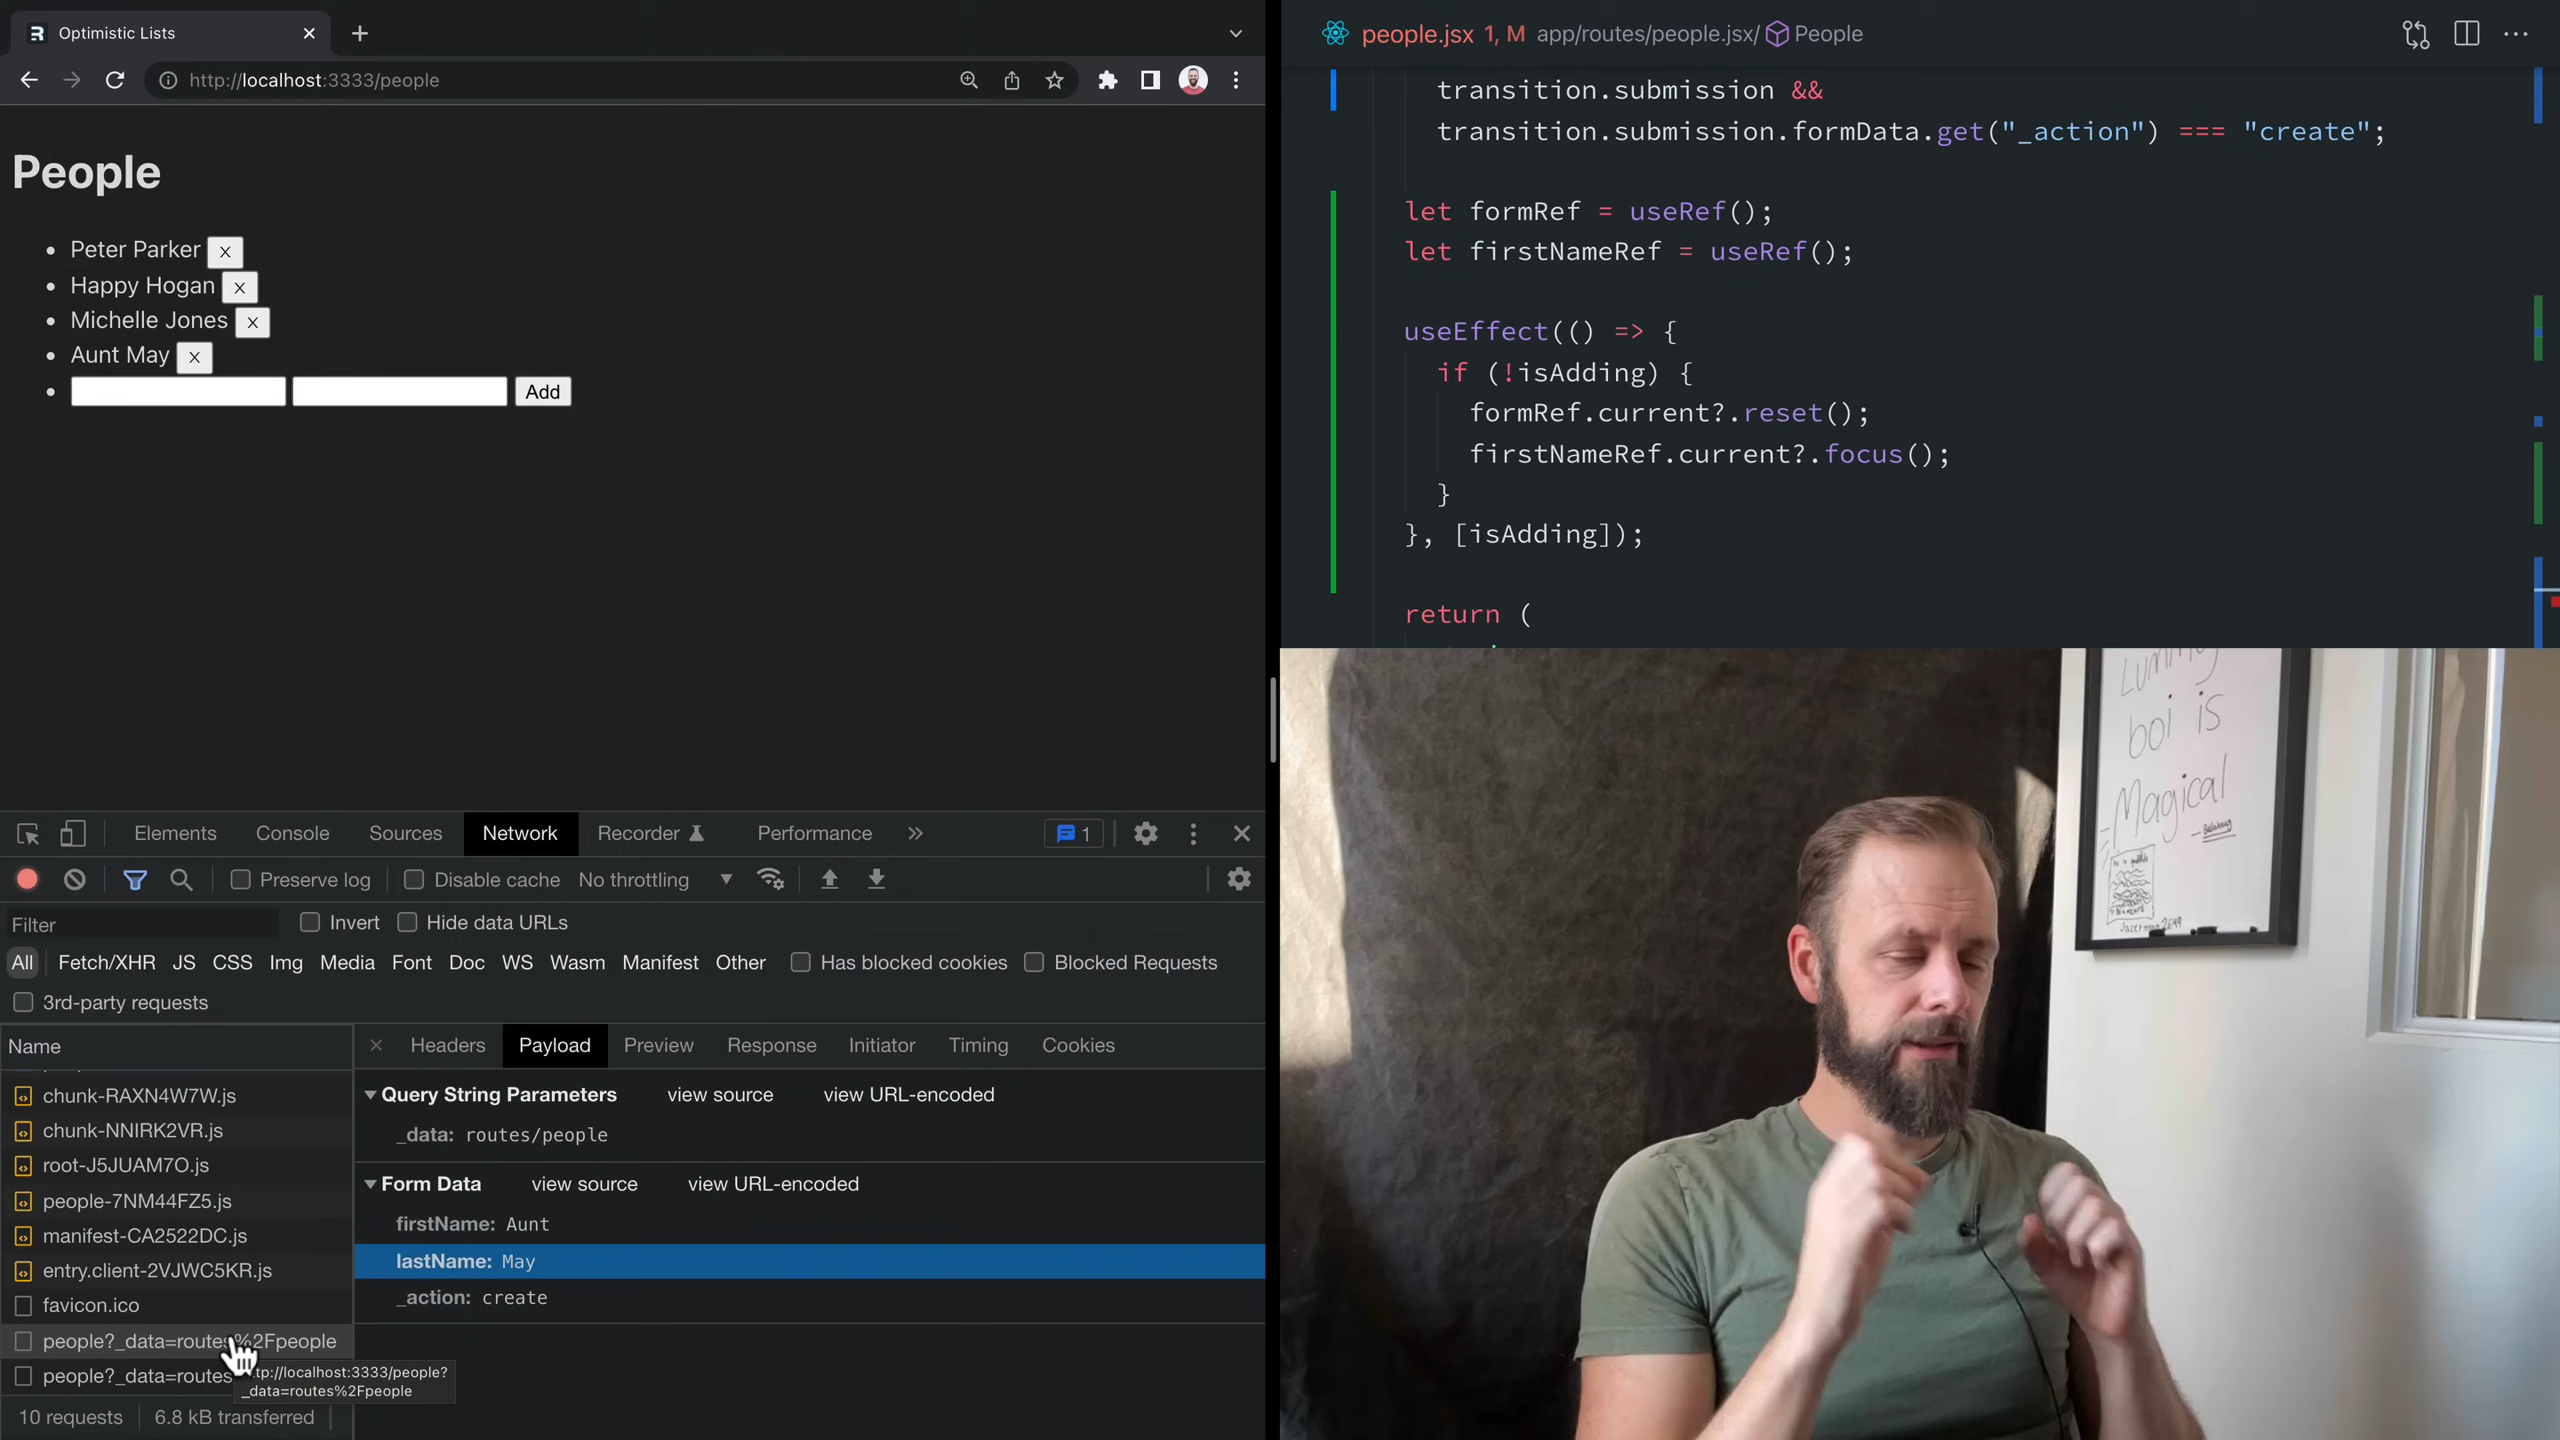 Optimistic Lists
http://localhost:3333/people
People
Peter Parker x
Happy Hogan x
Michelle Jones x
Aunt May x
Add
Elements Console Sources Network Recorder Performance » 1
Preserve log Disable cache No throttling
Filter Invert Hide data URLs
All Fetch/XHR JS CSS Img Media Font Doc WS Wasm Manifest Other Has blocked cookies Blocked Requests
3rd-party requests
Name
chunk-RAXN4W7W.js
chunk-NNIRK2VR.js
root-J5JUAM7O.js
people-7NM44FZ5.js
manifest-CA2522DC.js
entry.client-2VJWC5KR.js
favicon.ico
people?_data=routes%2Fpeople
people?_data=routes
tp://localhost:3333/people?
_data=routes%2Fpeople
10 requests 6.8 kB transferred
Headers Payload Preview Response Initiator Timing Cookies
Query String Parameters view source view URL-encoded
_data: routes/people
Form Data view source view URL-encoded
firstName: Aunt
lastName: May
_action: create
people.jsx 1, M app/routes/people.jsx/ People
transition.submission &&
transition.submission.formData.get("_action") === "create";
let formRef = useRef();
let firstNameRef = useRef();
useEffect(() => {
if (!isAdding) {
formRef.current?.reset();
firstNameRef.current?.focus();
}
}, [isAdding]);
return (
boi is
Magical